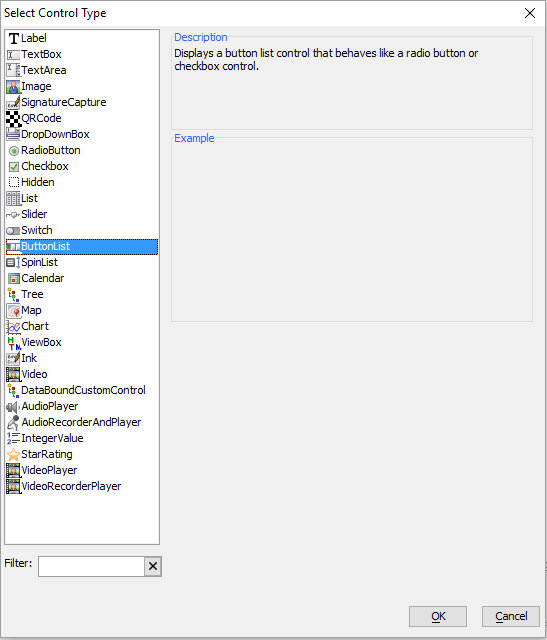 Select Control Type
Label
TextBox
TextArea
Image
SignatureCapture
QRCode
DropDownBox
RadioButton
Checkbox
Hidden
List
Slider
Switch
ButtonList
SpinList
Calendar
Tree
Map
Chart
ViewBox
Ink
Video
DataBoundCustomControl
AudioPlayer
AudioRecorderAndPlayer
IntegerValue
StarRating
VideoPlayer
VideoRecorderPlayer
Filter:
Description
Displays a button list control that behaves like a radio button or
checkbox control.
Example
OK
Cancel